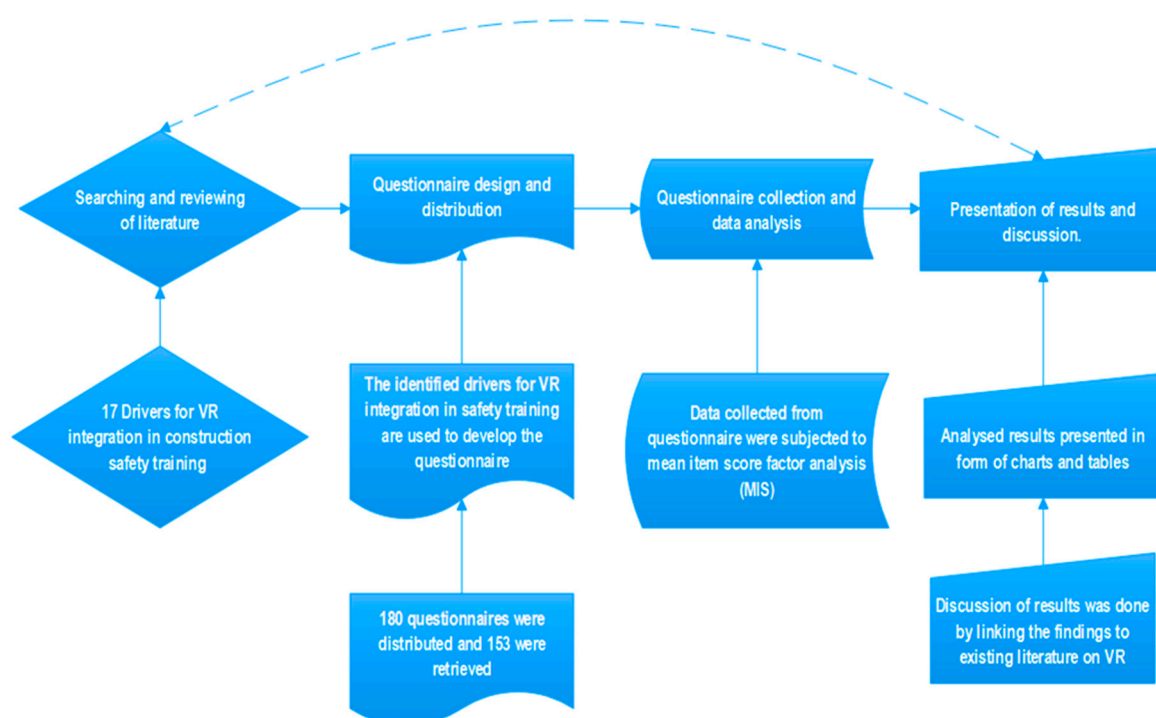 Searching and reviewing
of literature
Questionnaire design and
distribution
Questionnaire collection and
data analysis
Presentation of results and
discussion.
17 Drivers for VR
integration in construction
safety training
The identified drivers for VR
integration in safety training
are used to develop the
questionnaire
Data collected from
questionnaire were subjected to
mean item score factor analysis
(MIS)
Analysed results presented in
form of charts and tables
180 questionnaires were
distributed and 153 were
retrieved
Discussion of results was done
by linking the findings to
existing literature on VR